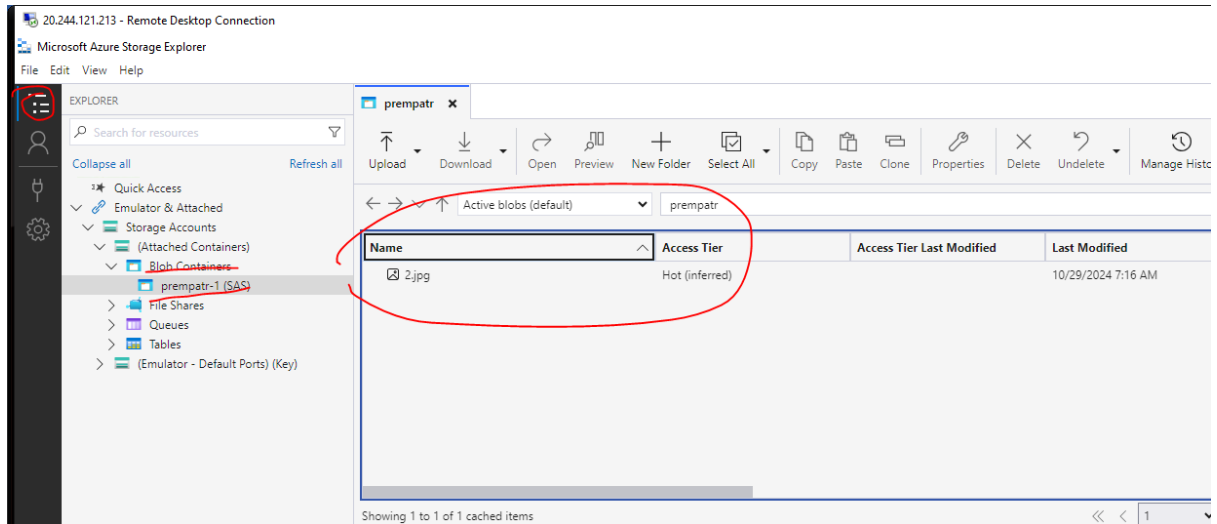 20.244.121.213 - Remote Desktop Connection
Microsoft Azure Storage Explorer
File Edit View Help
EXPLORER
Search for resources
Collapse all Refresh all
Quick Access
Emulator & Attached
Storage Accounts
(Attached Containers)
Blob Containers
prempatr-1 (SAS)
File Shares
Queues
Tables
(Emulator - Default Ports) (Key)
prempatr
Upload Download Open Preview New Folder Select All Copy Paste Clone Properties Delete Undelete Manage Histo
Active blobs (default) prempatr
Name Access Tier Access Tier Last Modified Last Modified
2.jpg Hot (inferred) 10/29/2024 7:16 AM
Showing 1 to 1 of 1 cached items 1